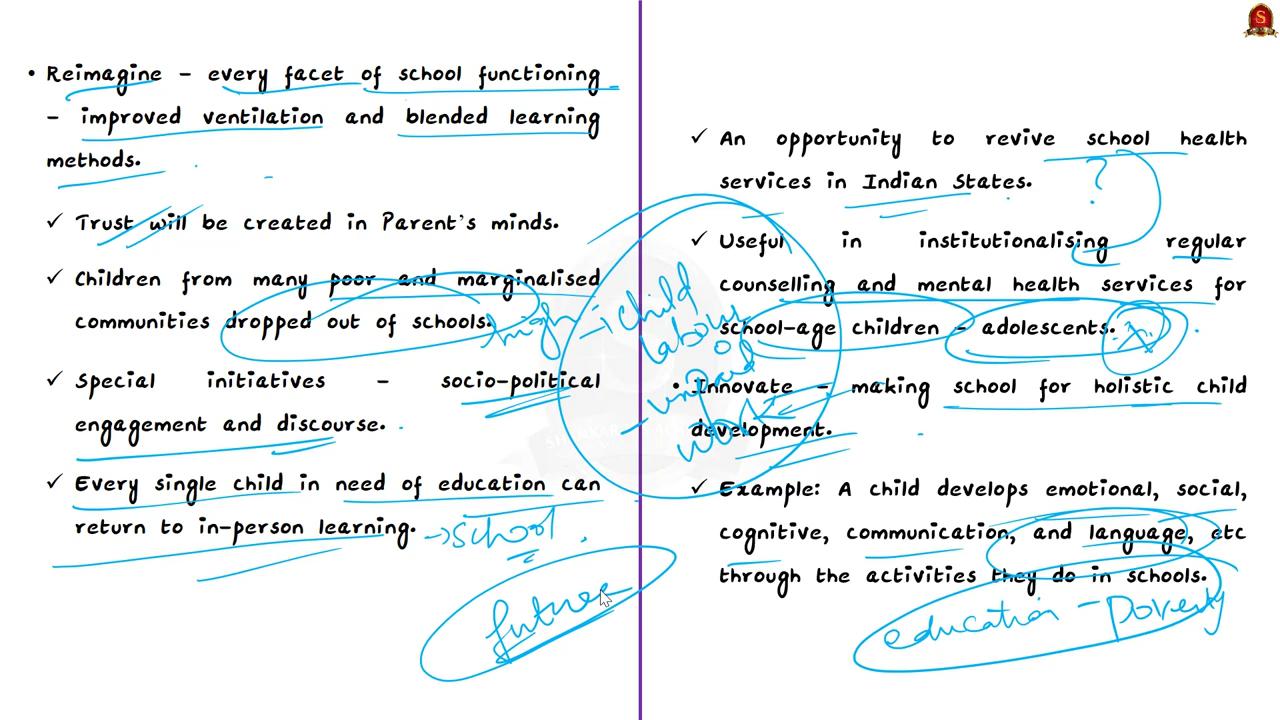 • Reimagine – every facet of school functioning
– improved ventilation and blended learning
methods.
✓ Trust will be created in Parent's minds.
✓ Children from many poor and marginalised
communities dropped out of schools.
✓ Special initiatives – socio-political
engagement and discourse.
✓ Every single child in need of education can
return to in-person learning.
→ school
future
high → child
labour
unpaid
work
✓ An opportunity to revive school health
services in Indian States.
?
✓ Useful in institutionalising regular
counselling and mental health services for
school-age children – adolescents.
• Innovate – making school for holistic child
development.
✓ Example: A child develops emotional, social,
cognitive, communication, and language, etc
through the activities they do in schools.
education – poverty